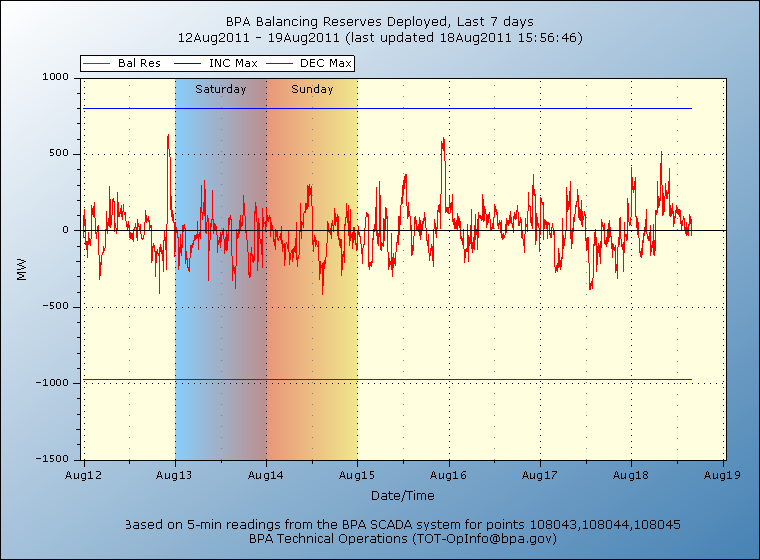 BPA Balancing Reserves Deployed, Last 7 days
12Aug2011 - 19Aug2011 (last updated 18Aug2011 15:56:46)
Bal Res INC Max DEC Max
Saturday Sunday
1000
500
0
-500
-1000
-1500
MW
Aug12 Aug13 Aug14 Aug15 Aug16 Aug17 Aug18 Aug19
Date/Time
Based on 5-min readings from the BPA SCADA system for points 108043,108044,108045
BPA Technical Operations (TOT-OpInfo@bpa.gov)